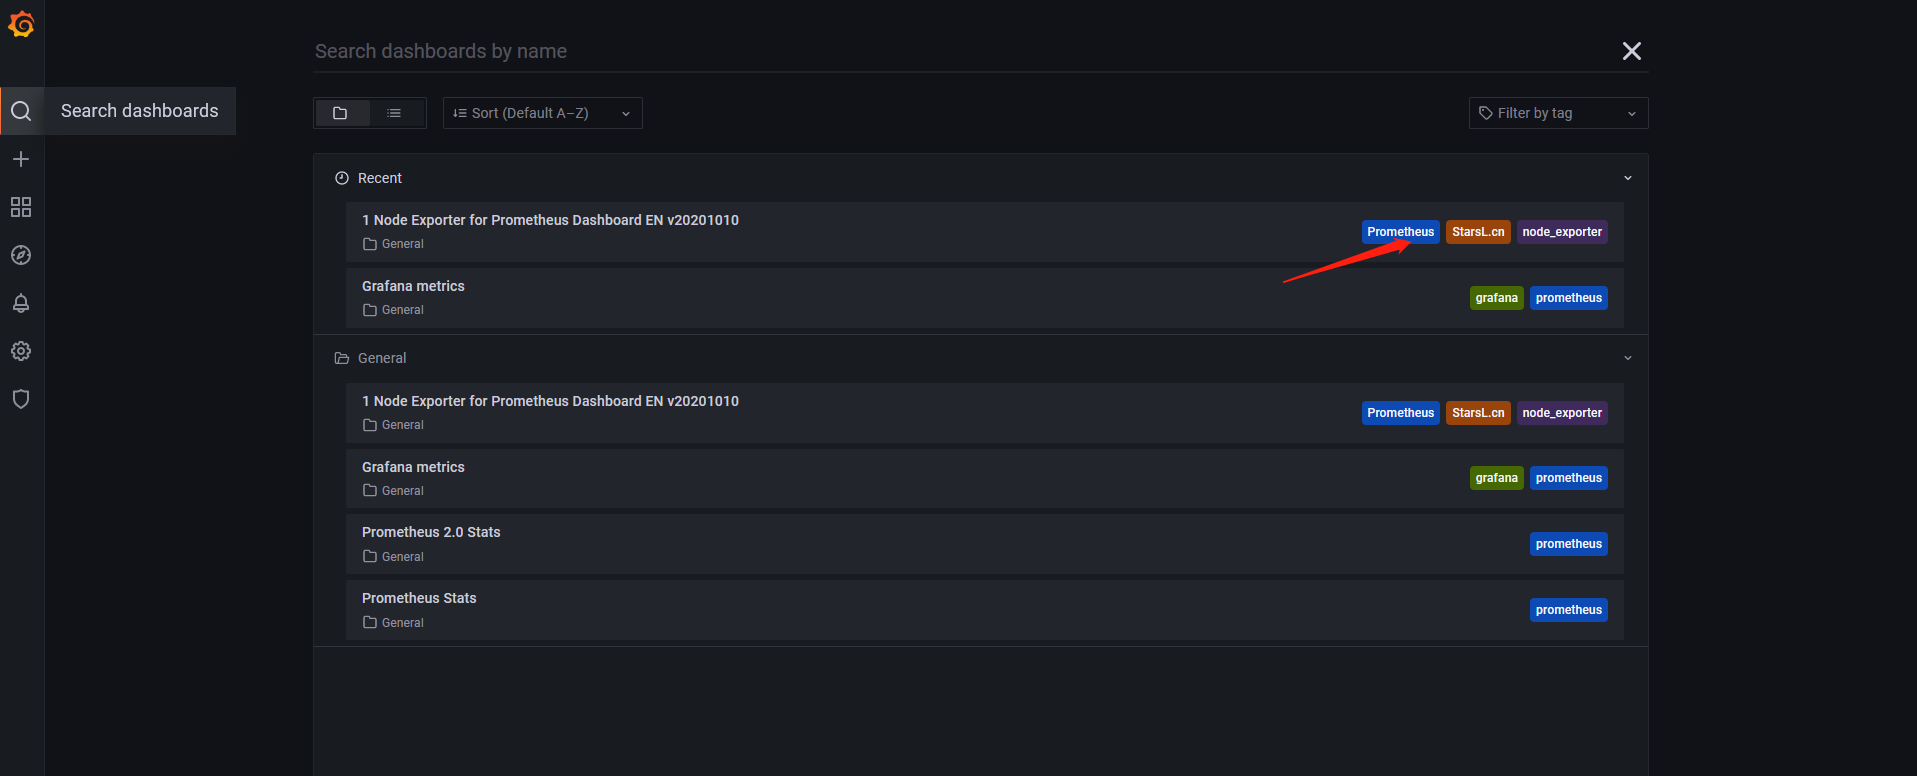 Search dashboards by name
Search dashboards
Sort (Default A–Z)
Filter by tag
Recent
1 Node Exporter for Prometheus Dashboard EN v20201010
General
Prometheus StarsL.cn node_exporter
Grafana metrics
General
grafana prometheus
General
1 Node Exporter for Prometheus Dashboard EN v20201010
General
Prometheus StarsL.cn node_exporter
Grafana metrics
General
grafana prometheus
Prometheus 2.0 Stats
General
prometheus
Prometheus Stats
General
prometheus